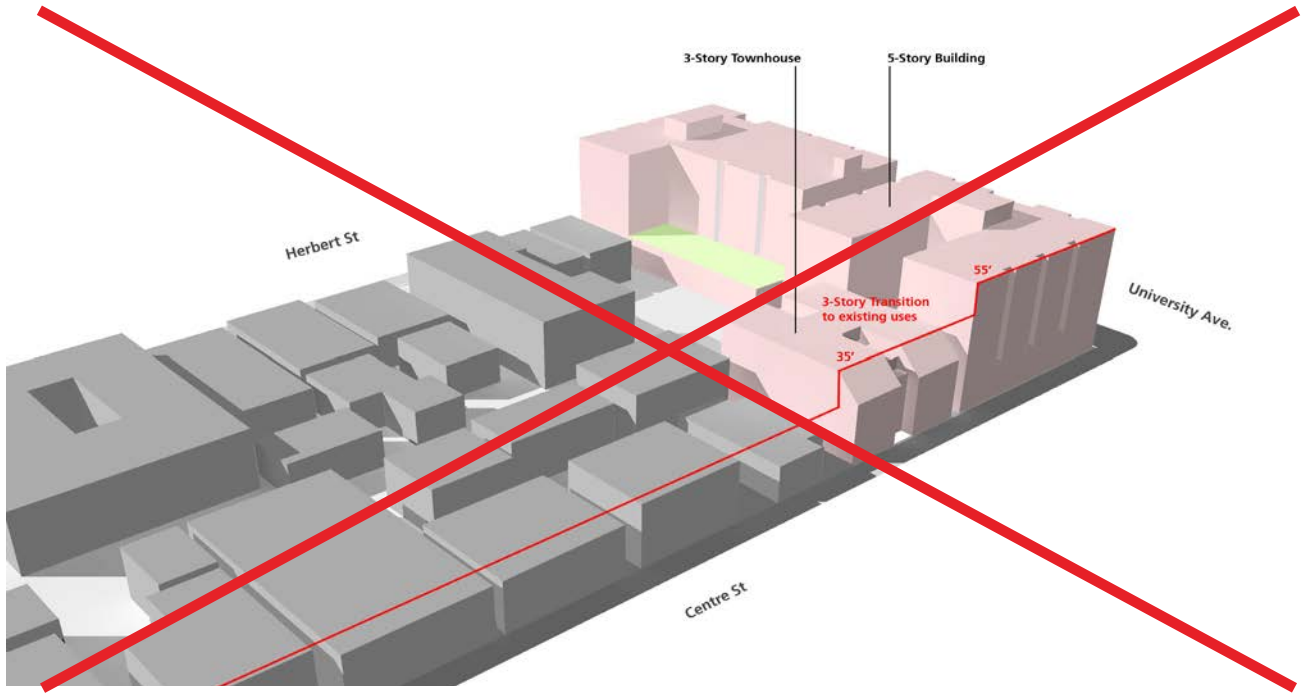 3-Story Townhouse
5-Story Building
Herbert St
University Ave.
55'
3-Story Transition
to existing uses
35'
Centre St